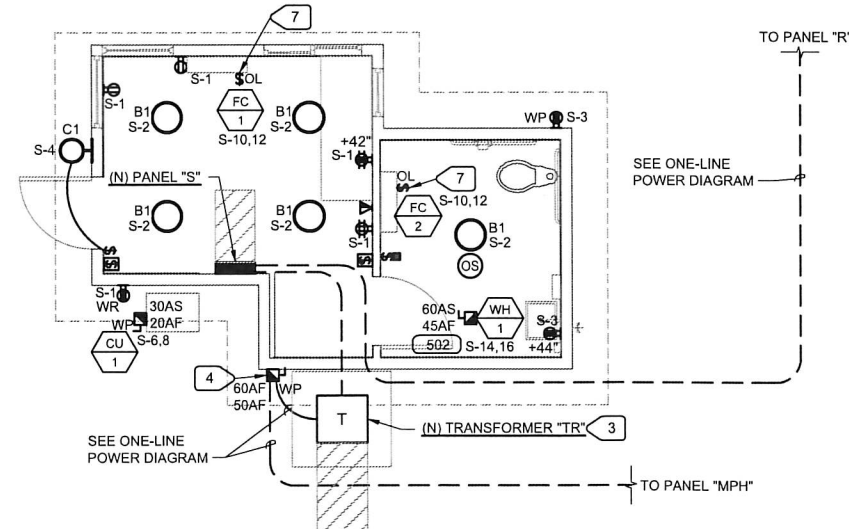 7
TO PANEL "R"
S-1
$OL
S-1
FC
1
S-10,12
B1
S-2
B1
S-2
WP
S-3
C1
S-4
+42"
S-1
SEE ONE-LINE
POWER DIAGRAM
(N) PANEL "S"
OL
7
S-10,12
FC
2
B1
S-2
B1
S-2
S-1
B1
S-2
OS
S
S
S-1
WR
30AS
20AF
WP
S-6,8
CU
1
60AS
45AF
WH
1
S-3
502
S-14,16
+44"
4
60AF
50AF
WP
T
(N) TRANSFORMER "TR"
3
SEE ONE-LINE
POWER DIAGRAM
TO PANEL "MPH"